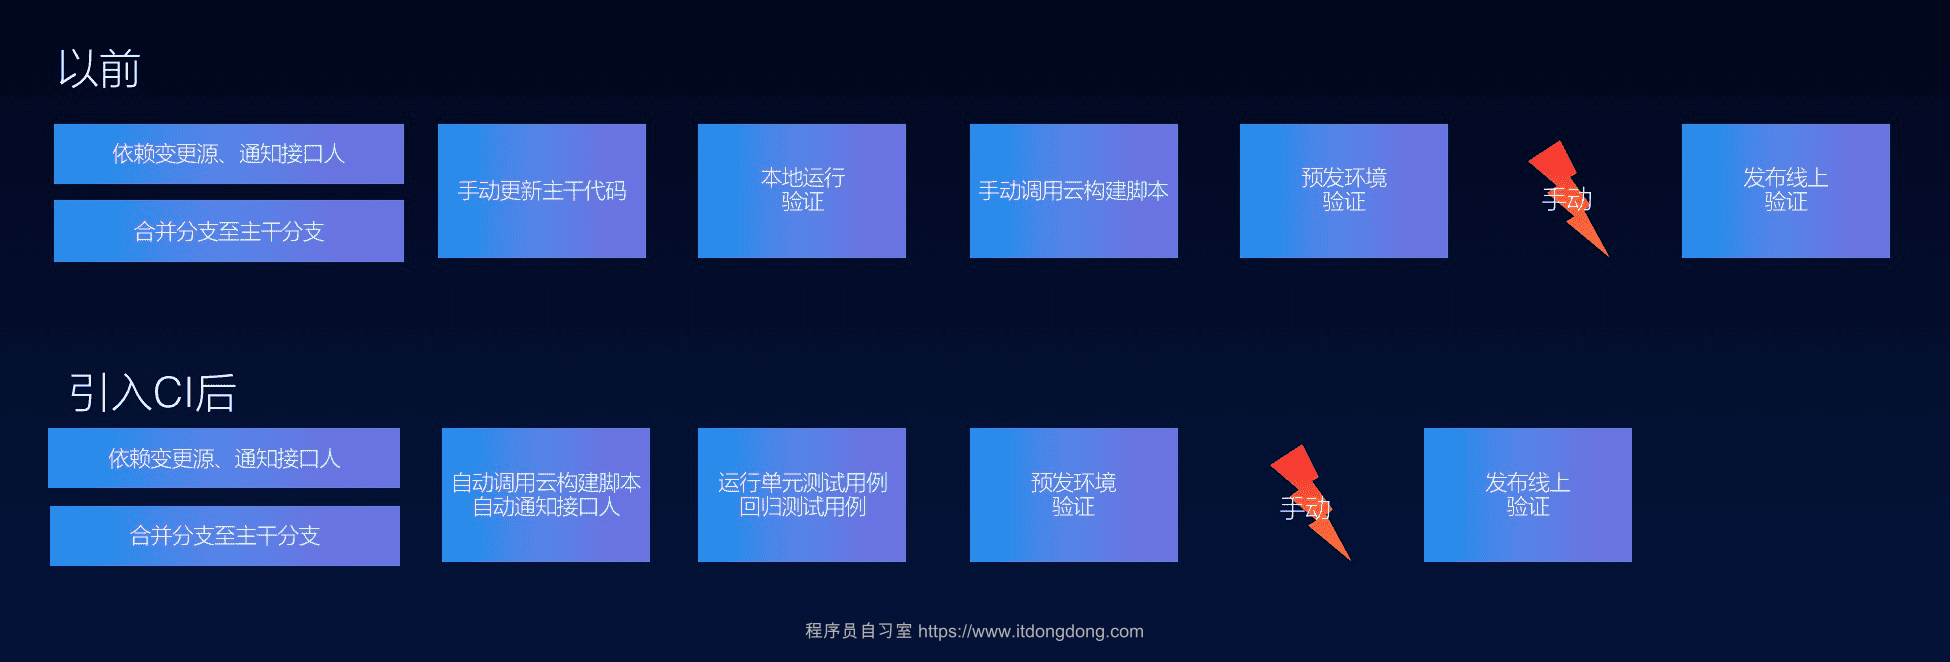 以前
依赖变更源、通知接口人
合并分支至主干分支
手动更新主干代码
本地运行
验证
手动调用云构建脚本
预发环境
验证
手动
发布线上
验证
引入CI后
依赖变更源、通知接口人
合并分支至主干分支
自动调用云构建脚本
自动通知接口人
运行单元测试用例
回归测试用例
预发环境
验证
手动
发布线上
验证
程序员自习室 https://www.itdongdong.com